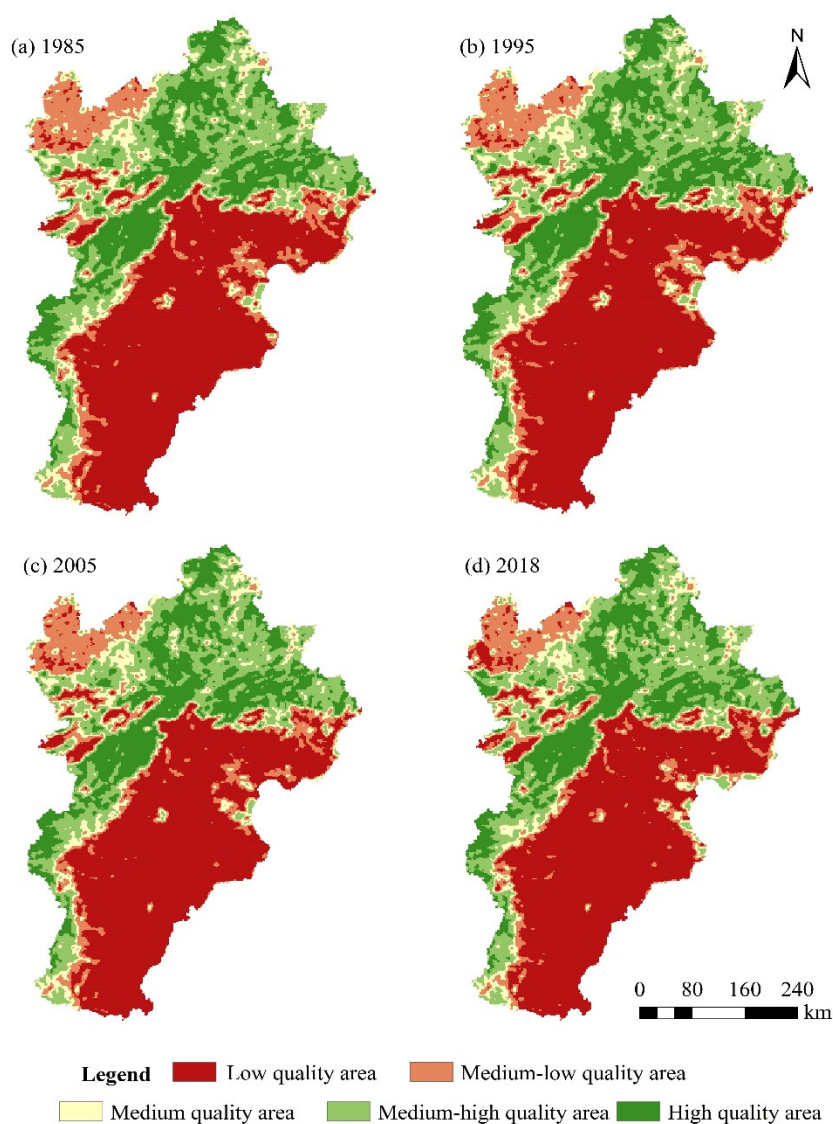 (a) 1985
(b) 1995
N
(c) 2005
(d) 2018
0 80 160 240
km
Legend Low quality area Medium-low quality area
Medium quality area Medium-high quality area High quality area